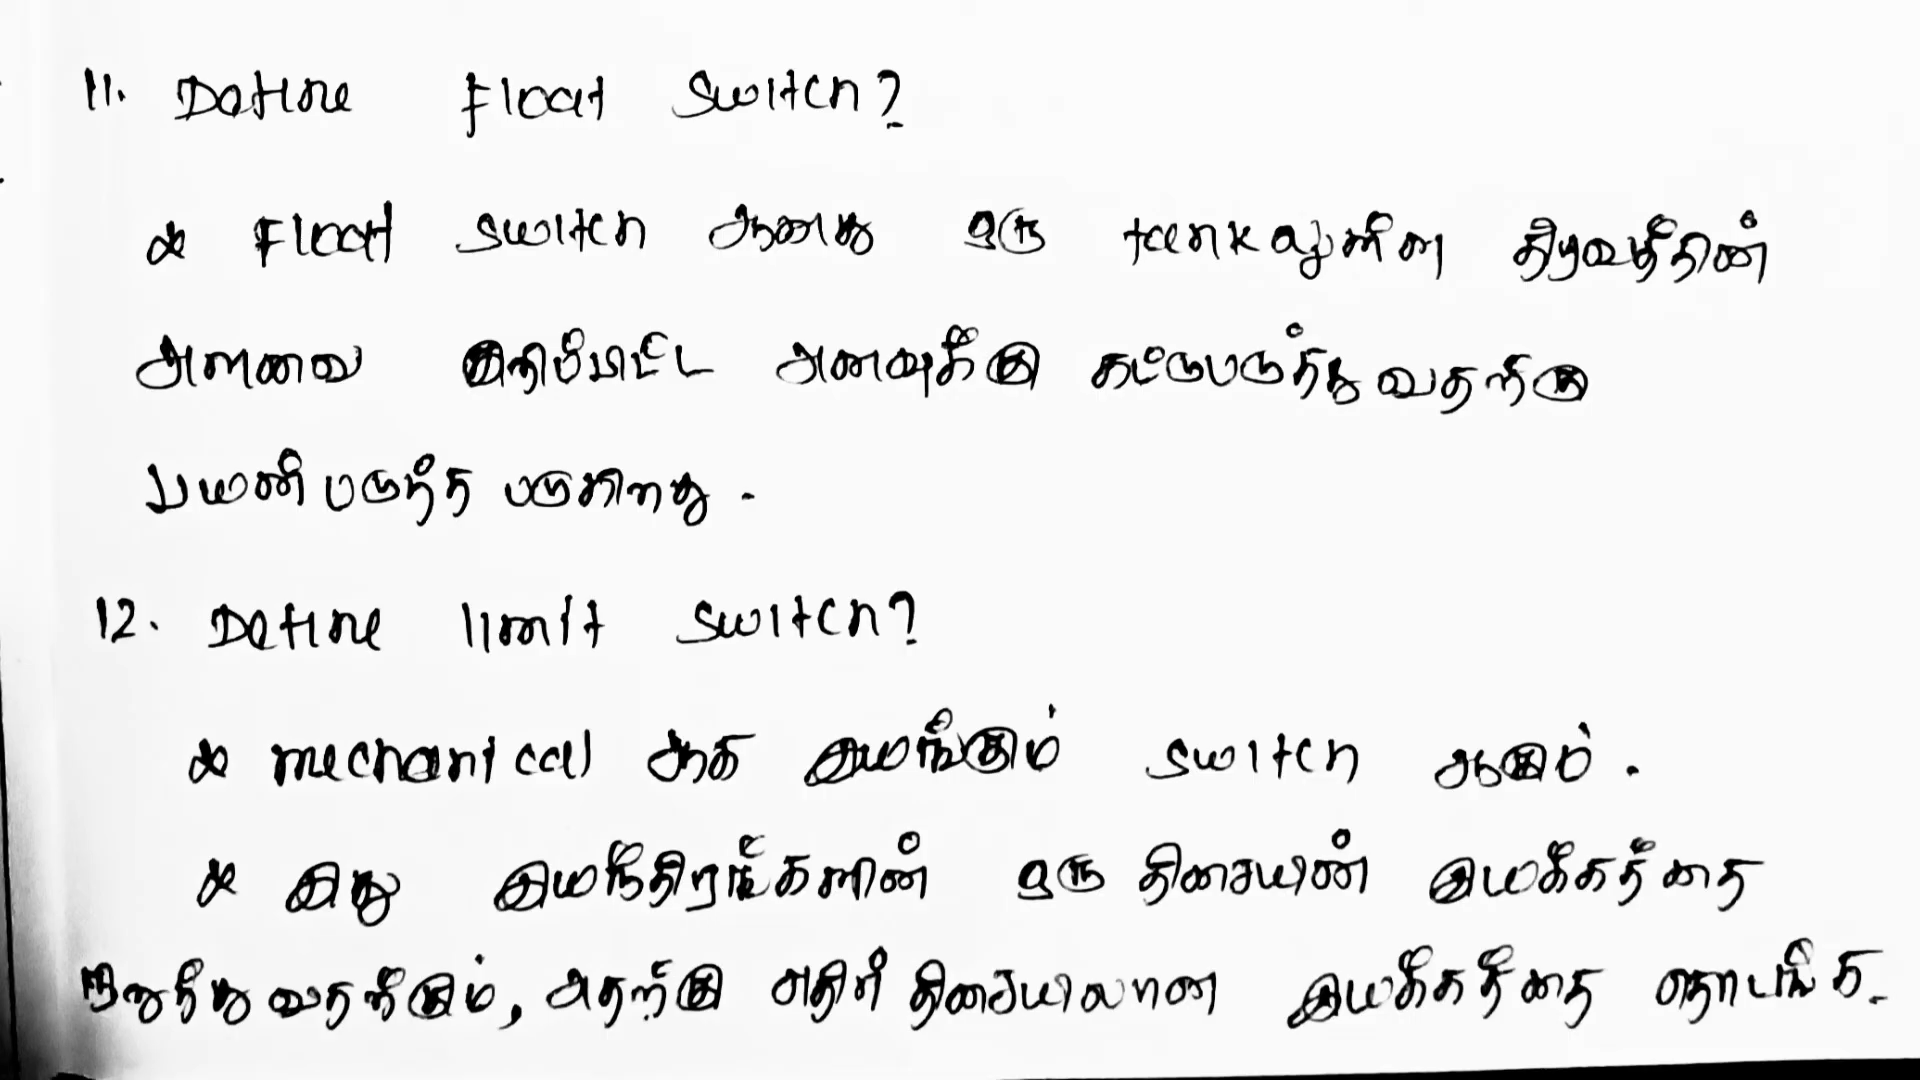 11. Define Float Switch?
* Float switch ஆனது ஒரு tankகளின் திரவத்தின்
அளவை குறிப்பிட்ட அளவுக்கு கட்டுபடுத்துவதற்கு
பயன்படுத்தபடுகிறது.
12. Define limit switch?
* mechanical ஆக இயங்கும் switch ஆகும்.
* இது இயந்திரங்களின் ஒரு திசையின் இயக்கத்தை
நிறுத்துவதற்கும், அதற்கு எதிர் திசையிலான இயக்கத்தை தொடங்க.